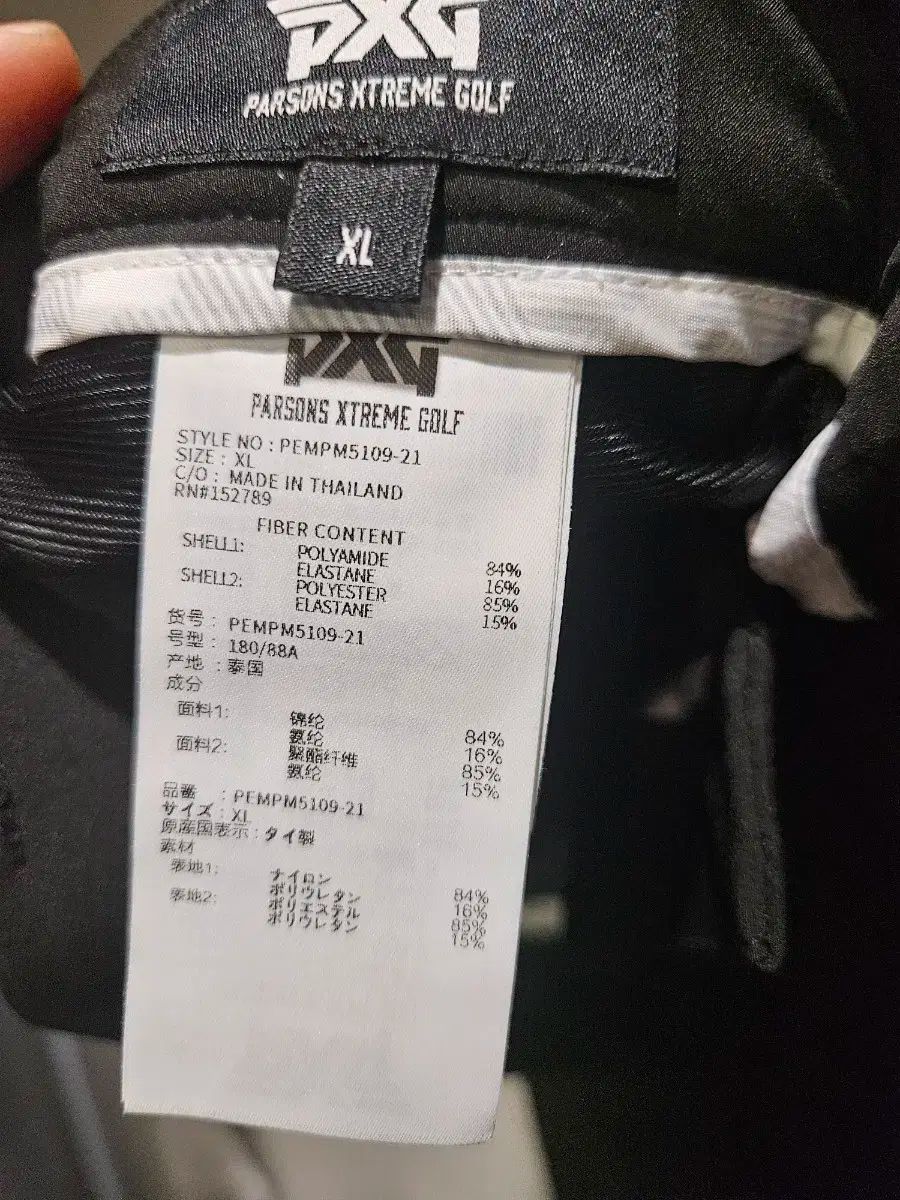 PXG
PARSONS XTREME GOLF
XL
PXG
PARSONS XTREME GOLF
STYLE NO : PEMPM5109-21
SIZE : XL
C/O : MADE IN THAILAND
RN#152789
FIBER CONTENT
SHELL1: POLYAMIDE 84%
ELASTANE 16%
SHELL2: POLYESTER 85%
ELASTANE 15%
货号 : PEMPM5109-21
号型 : 180/88A
产地 : 泰国
成分
面料1: 锦纶 84%
氨纶 16%
面料2: 聚酯纤维 85%
氨纶 15%
品番 : PEMPM5109-21
サイズ : XL
原産国表示 : タイ製
素材
表地1: ナイロン 84%
ポリウレタン 16%
表地2: ポリエステル 85%
ポリウレタン 15%